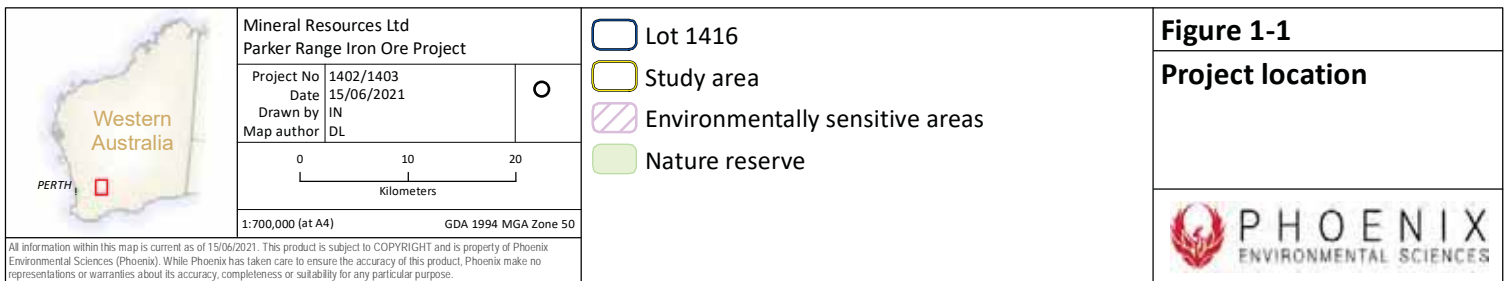 Western
Australia
PERTH
Mineral Resources Ltd
Parker Range Iron Ore Project
Project No 1402/1403
Date 15/06/2021
Drawn by IN
Map author DL
0 10 20
Kilometers
1:700,000 (at A4) GDA 1994 MGA Zone 50
All information within this map is current as of 15/06/2021. This product is subject to COPYRIGHT and is property of Phoenix
Environmental Sciences (Phoenix). While Phoenix has taken care to ensure the accuracy of this product, Phoenix make no
representations or warranties about its accuracy, completeness or suitability for any particular purpose.
Lot 1416
Study area
Environmentally sensitive areas
Nature reserve
Figure 1-1
Project location
PHOENIX
ENVIRONMENTAL SCIENCES